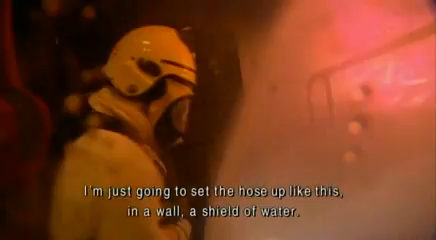 I'm just going to set the hose up like this,
in a wall, a shield of water.